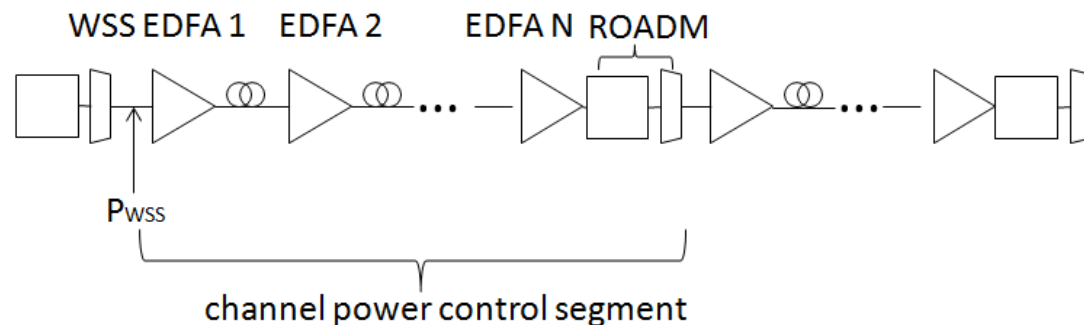 WSS EDFA 1 EDFA 2 EDFA N ROADM
PWSS
channel power control segment